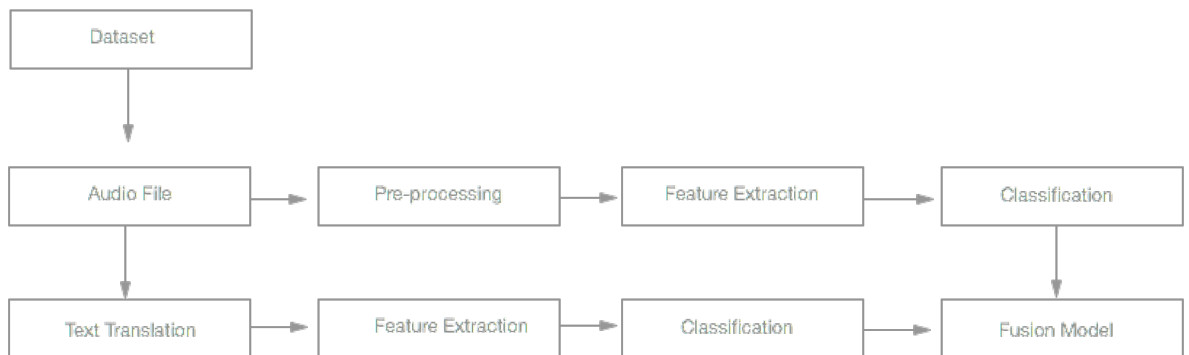 Dataset
Audio File
Pre-processing
Feature Extraction
Classification
Text Translation
Feature Extraction
Classification
Fusion Model